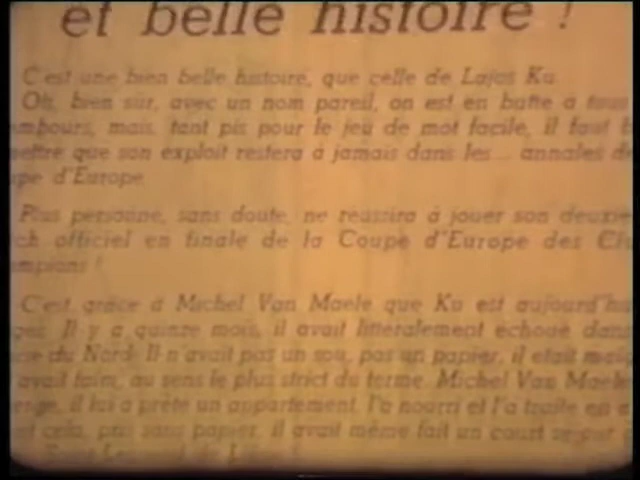 et belle histoire !
C'est une bien belle histoire, que celle de Lajos Ku.
Oh, bien sûr, avec un nom pareil, on est en butte à tous
mbours, mais, tant pis pour le jeu de mot facile, il faut
ettre que son exploit restera à jamais dans les... annales de
pe d'Europe.
Plus personne, sans doute, ne réussira à jouer son deuxiè
ch officiel en finale de la Coupe d'Europe des Clu
mpions !
C'est grâce à Michel Van Maele que Ku est aujourd'hu
ges. Il y a quinze mois, il avait littéralement échoué dans
du Nord. Il n'avait pas un sou, pas un papier, il était
avait faim, au sens le plus strict du terme. Michel Van Maele
erge, il lui a prêté un appartement, l'a nourri et l'a traité en
et cela, pas sans papier, il avait même fait un court séjour